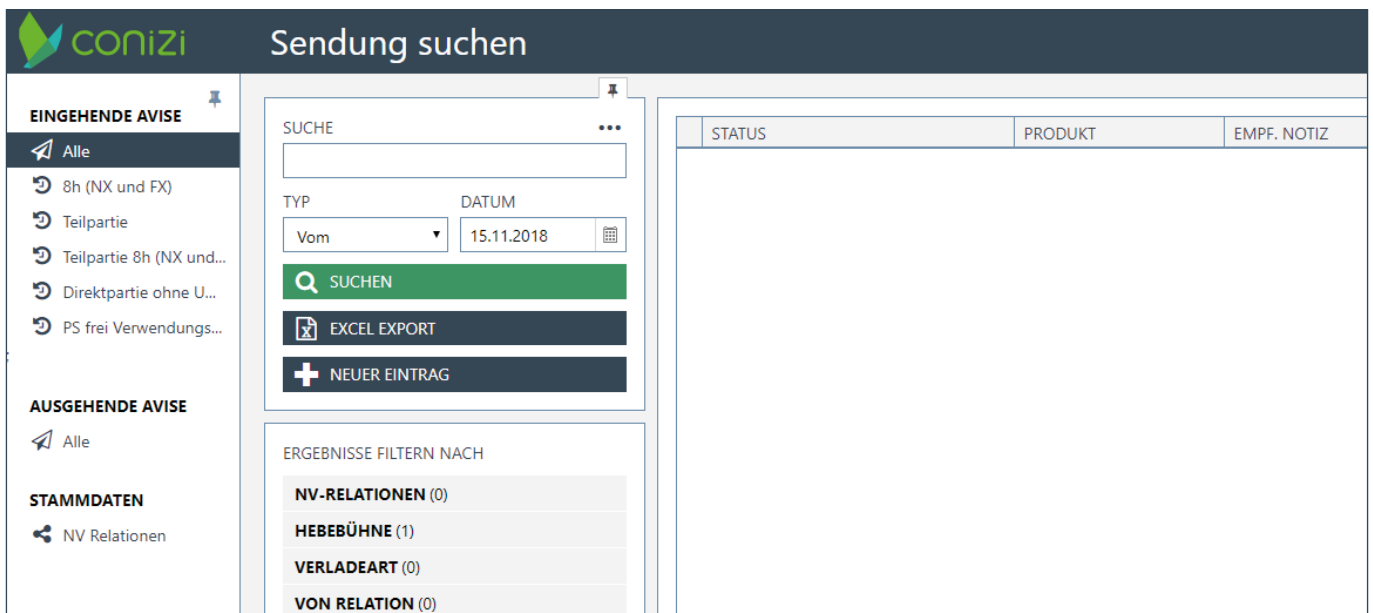 conizi
Sendung suchen
EINGEHENDE AVISE
Alle
8h (NX und FX)
Teilpartie
Teilpartie 8h (NX und...
Direktpartie ohne U...
PS frei Verwendungs...
AUSGEHENDE AVISE
Alle
STAMMDATEN
NV Relationen
SUCHE
TYP DATUM
Vom 15.11.2018
SUCHEN
EXCEL EXPORT
NEUER EINTRAG
ERGEBNISSE FILTERN NACH
NV-RELATIONEN (0)
HEBEBÜHNE (1)
VERLADEART (0)
VON RELATION (0)
STATUS PRODUKT EMPF. NOTIZ